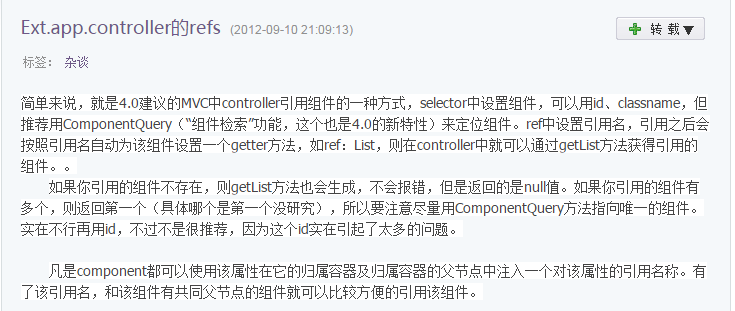 Ext.app.controller的refs (2012-09-10 21:09:13)
转载▼
标签： 杂谈
简单来说，就是4.0建议的MVC中controller引用组件的一种方式，selector中设置组件，可以用id、classname，但
推荐用ComponentQuery（“组件检索”功能，这个也是4.0的新特性）来定位组件。ref中设置引用名，引用之后会
按照引用名自动为该组件设置一个getter方法，如ref：List，则在controller中就可以通过getList方法获得引用的
组件。。
如果你引用的组件不存在，则getList方法也会生成，不会报错，但是返回的是null值。如果你引用的组件有
多个，则返回第一个（具体哪个是第一个没研究），所以要注意尽量用ComponentQuery方法指向唯一的组件。
实在不行再用id，不过不是很推荐，因为这个id实在引起了太多的问题。
凡是component都可以使用该属性在它的归属容器及归属容器的父节点中注入一个对该属性的引用名称。有
了该引用名，和该组件有共同父节点的组件就可以比较方便的引用该组件。